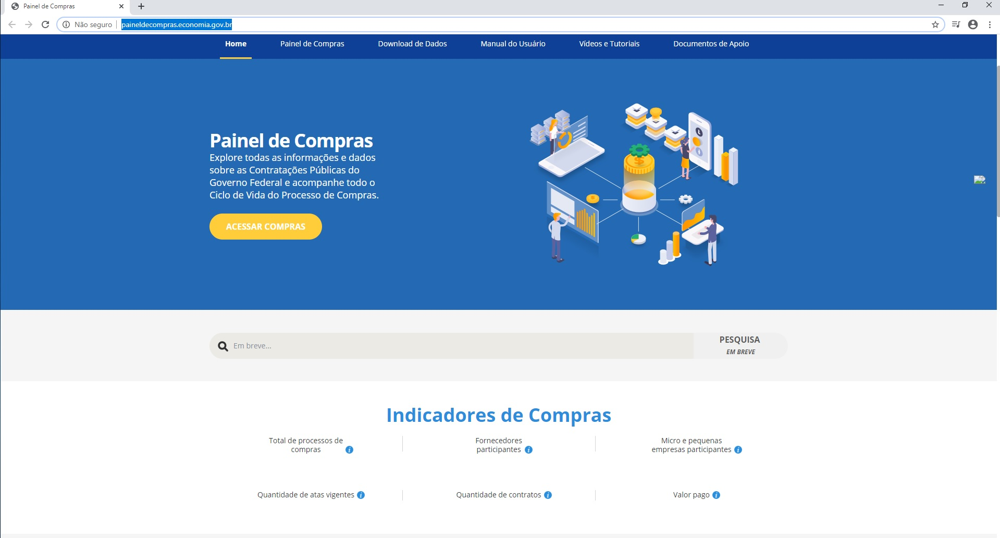 Painel de Compras
Não seguro
paineldecompras.economia.gov.br
Home
Painel de Compras
Download de Dados
Manual do Usuário
Vídeos e Tutoriais
Documentos de Apoio
Painel de Compras
Explore todas as informações e dados
sobre as Contratações Públicas do
Governo Federal e acompanhe todo o
Ciclo de Vida do Processo de Compras.
ACESSAR COMPRAS
Em breve...
PESQUISA
EM BREVE
Indicadores de Compras
Total de processos de
compras
Fornecedores
participantes
Micro e pequenas
empresas participantes
Quantidade de atas vigentes
Quantidade de contratos
Valor pago